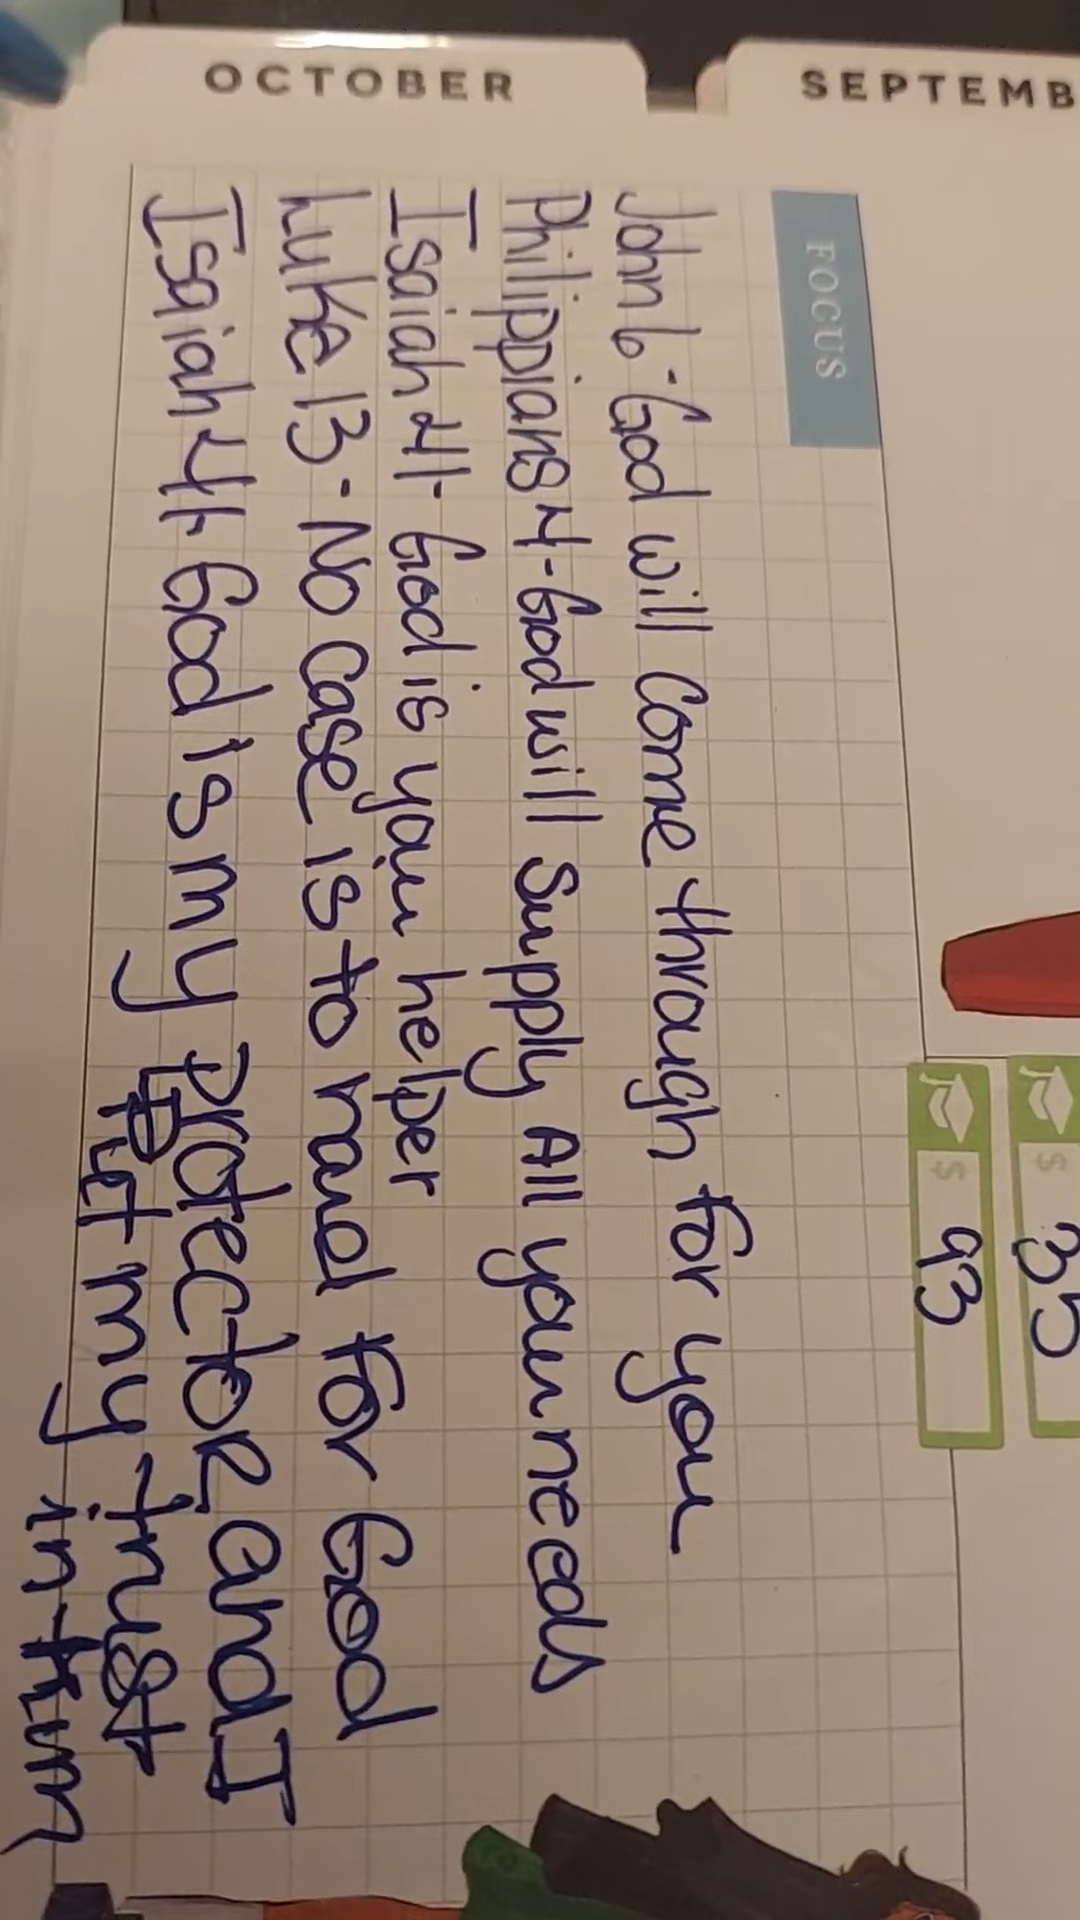 OCTOBER
SEPTEMB
FOCUS
John 6 - God will come through for you
Philippians 4 - God will supply All your needs
Isaiah 41 - God is your helper
Luke 13 - No case is to hard for God
Isaiah 41 - God is my protector and I
Put my trust
in him
$ 35
$ 93